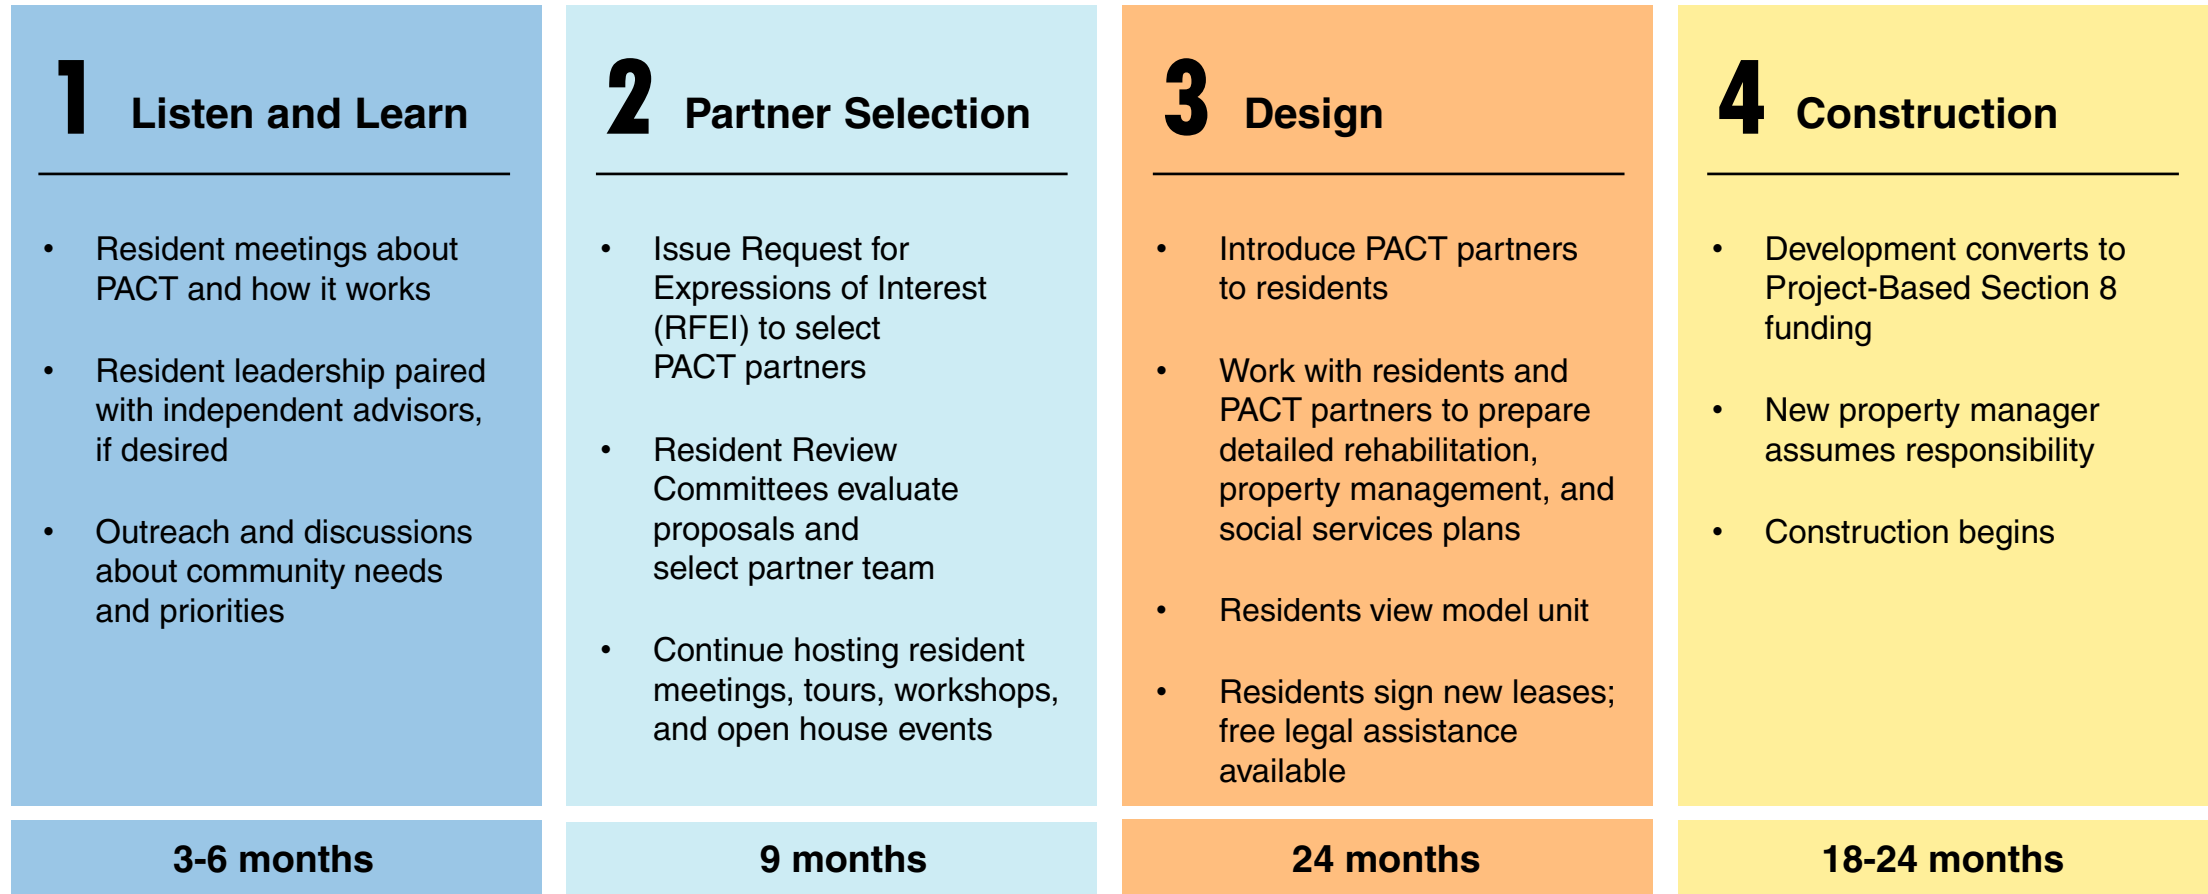 1 Listen and Learn
• Resident meetings about
PACT and how it works
• Resident leadership paired
with independent advisors,
if desired
• Outreach and discussions
about community needs
and priorities
3-6 months
2 Partner Selection
• Issue Request for
Expressions of Interest
(RFEI) to select
PACT partners
• Resident Review
Committees evaluate
proposals and
select partner team
• Continue hosting resident
meetings, tours, workshops,
and open house events
9 months
3 Design
• Introduce PACT partners
to residents
• Work with residents and
PACT partners to prepare
detailed rehabilitation,
property management, and
social services plans
• Residents view model unit
• Residents sign new leases;
free legal assistance
available
24 months
4 Construction
• Development converts to
Project-Based Section 8
funding
• New property manager
assumes responsibility
• Construction begins
18-24 months